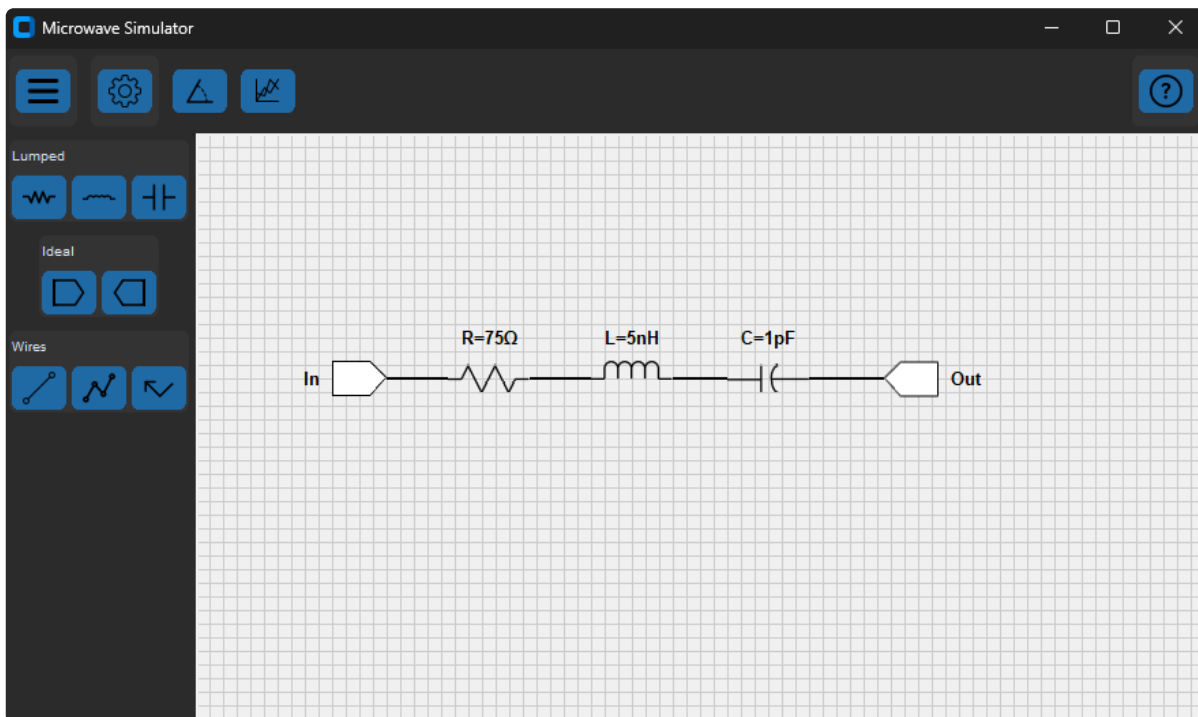 Microwave Simulator
?
Lumped
Ideal
Wires
R=75Ω
L=5nH
C=1pF
In
Out